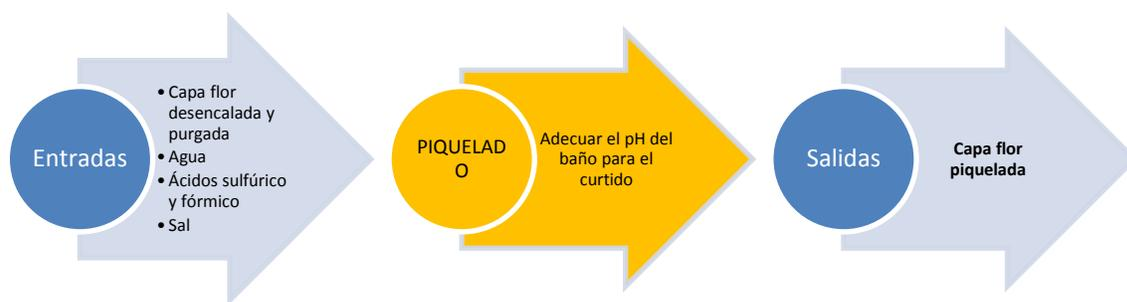 Entradas
• Capa flor
desencalada y
purgada
• Agua
• Ácidos sulfúrico
y fórmico
• Sal
PIQUELAD
O
Adecuar el pH del
baño para el
curtido
Salidas
Capa flor
piquelada